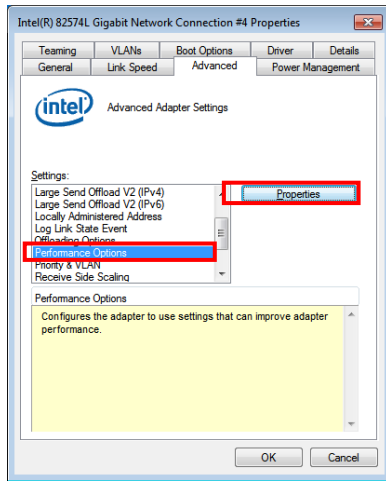 Intel(R) 82574L Gigabit Network Connection #4 Properties
Teaming VLANs Boot Options Driver Details
General Link Speed Advanced Power Management
intel Advanced Adapter Settings
Settings:
Large Send Offload V2 (IPv4)
Properties
Large Send Offload V2 (IPv6)
Locally Administered Address
Log Link State Event
Offloading Options
Performance Options
Priority & VLAN
Receive Side Scaling
Performance Options
Configures the adapter to use settings that can improve adapter
performance.
OK Cancel